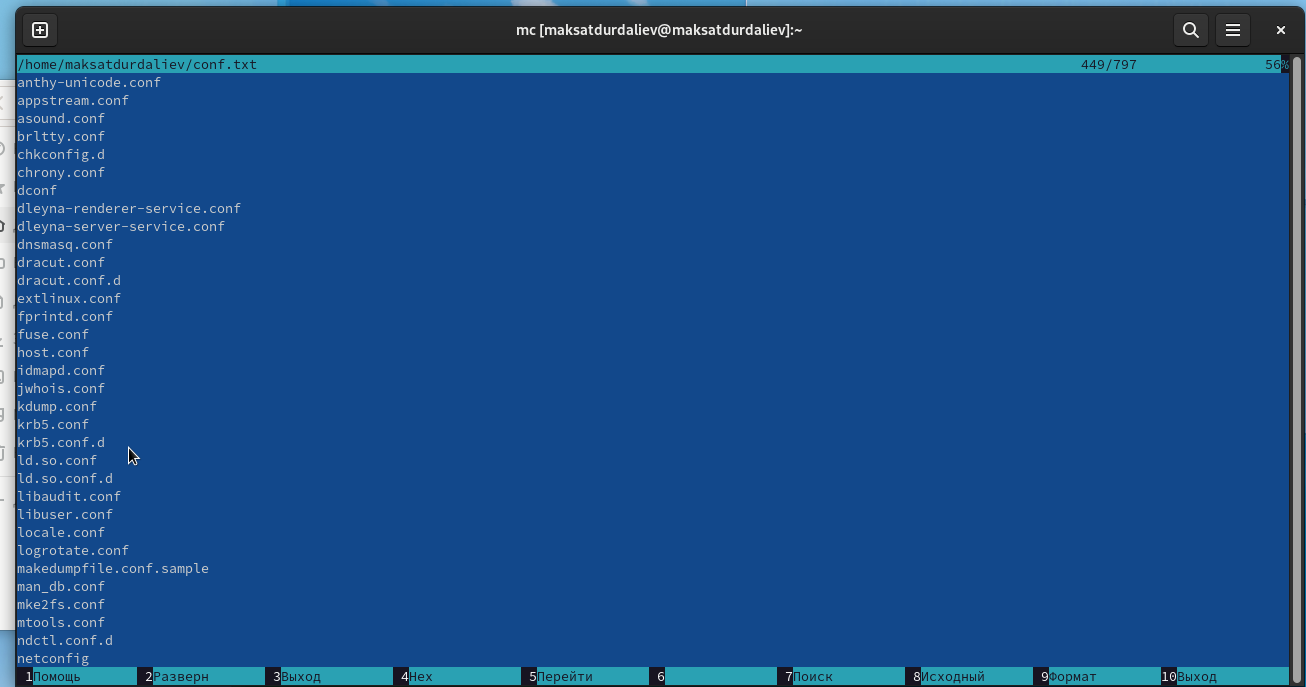 mc [maksatdurdaliev@maksatdurdaliev]:~
/home/maksatdurdaliev/conf.txt 449/797 56%
anthy-unicode.conf
appstream.conf
asound.conf
brltty.conf
chkconfig.d
chrony.conf
dconf
dleyna-renderer-service.conf
dleyna-server-service.conf
dnsmasq.conf
dracut.conf
dracut.conf.d
extlinux.conf
fprintd.conf
fuse.conf
host.conf
idmapd.conf
jwhois.conf
kdump.conf
krb5.conf
krb5.conf.d
ld.so.conf
ld.so.conf.d
libaudit.conf
libuser.conf
locale.conf
logrotate.conf
makedumpfile.conf.sample
man_db.conf
mke2fs.conf
mtools.conf
ndctl.conf.d
netconfig
1Помощь 2Разверн 3Выход 4Hex 5Перейти 6 7Поиск 8Исходный 9Формат 10Выход